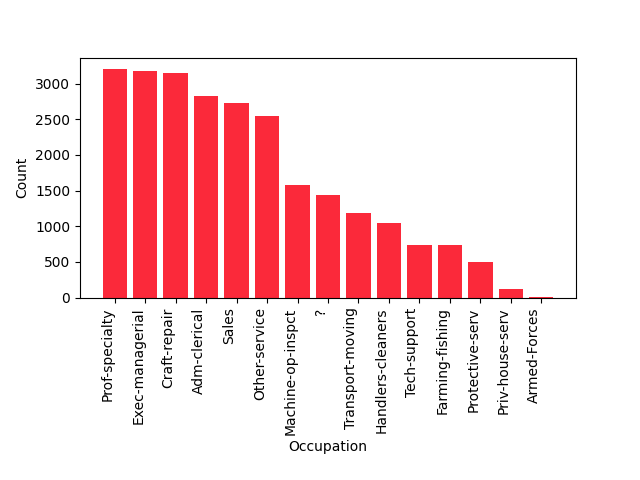 3000
2500
2000
1500
1000
500
0
Count
Prof-specialty
Exec-managerial
Craft-repair
Adm-clerical
Sales
Other-service
Machine-op-inspct
?
Transport-moving
Handlers-cleaners
Tech-support
Farming-fishing
Protective-serv
Priv-house-serv
Armed-Forces
Occupation